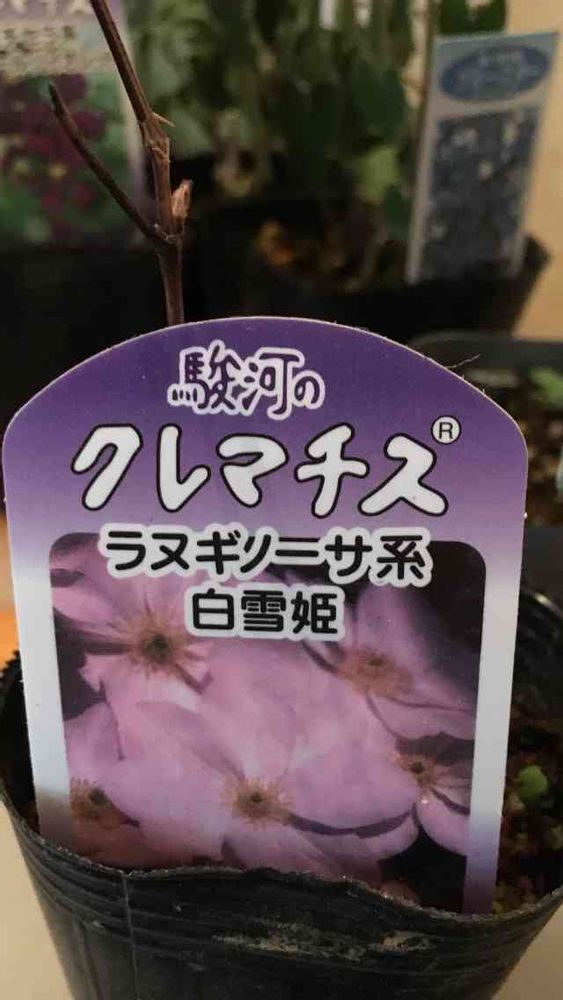 駿河の
クレマチス®
ラヌギノーサ系
白雪姫